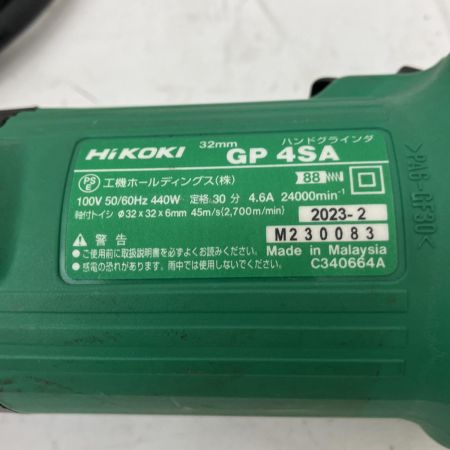 32mm ハンドグラインダ
HiKOKI GP 4SA
PS E 工機ホールディングス(株) 88
100V 50/60Hz 440W 定格 30 分 4.6A 24000min⁻¹
軸付トイシ φ32x32x6mm 45m/s(2,700m/min) 2023-2
警告 M230083
●ご使用前に取扱説明書を必ずよくお読みください。 Made in Malaysia
●感電の恐れがあります。雨中では使用しないでください。 C340664A
>PA6-GF30<